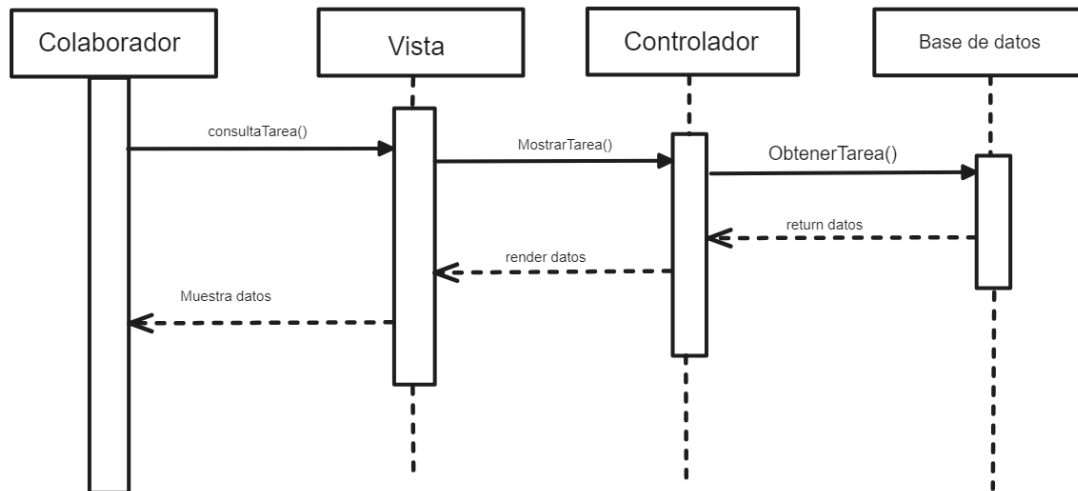 Colaborador
Vista
Controlador
Base de datos
consultaTarea()
MostrarTarea()
ObtenerTarea()
return datos
render datos
Muestra datos